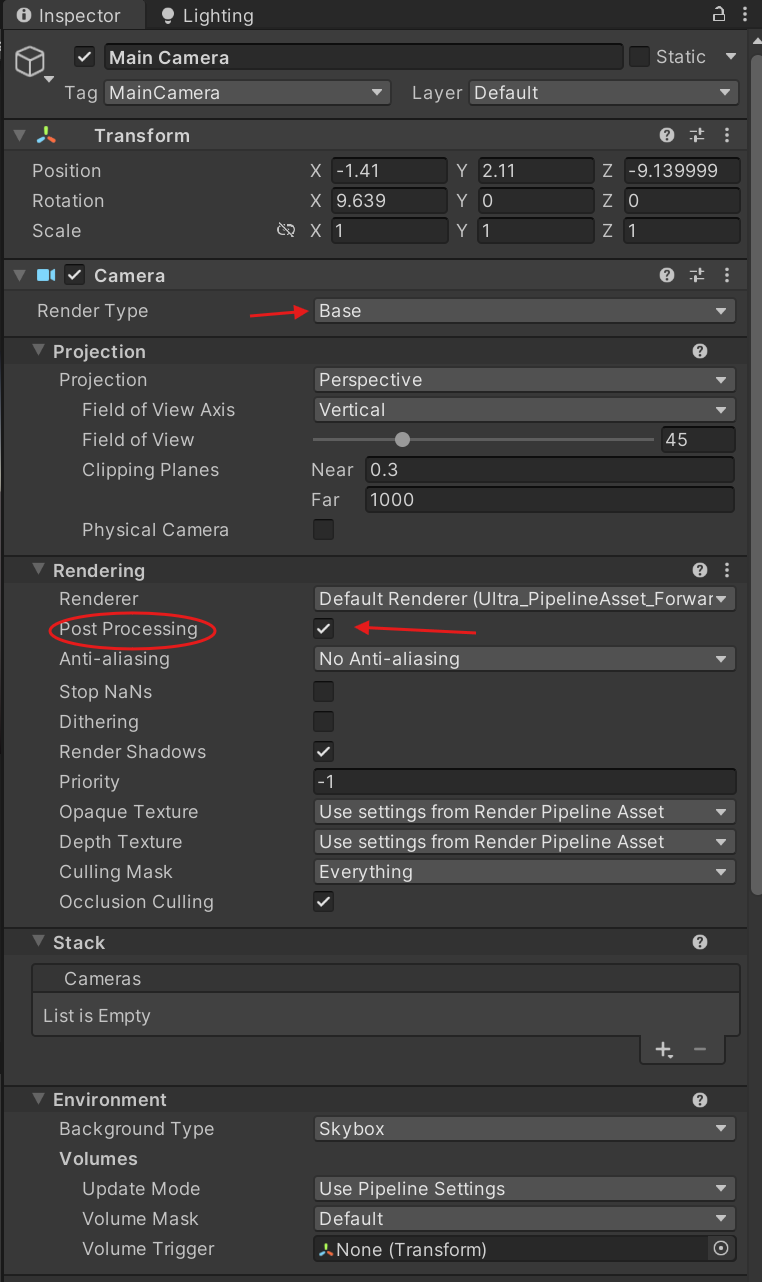 Inspector Lighting
Main Camera Static
Tag MainCamera Layer Default
Transform
Position X -1.41 Y 2.11 Z -9.139999
Rotation X 9.639 Y 0 Z 0
Scale X 1 Y 1 Z 1
Camera
Render Type Base
Projection
Projection Perspective
Field of View Axis Vertical
Field of View 45
Clipping Planes Near 0.3
Far 1000
Physical Camera
Rendering
Renderer Default Renderer (Ultra_PipelineAsset_Forwar
Post Processing
Anti-aliasing No Anti-aliasing
Stop NaNs
Dithering
Render Shadows
Priority -1
Opaque Texture Use settings from Render Pipeline Asset
Depth Texture Use settings from Render Pipeline Asset
Culling Mask Everything
Occlusion Culling
Stack
Cameras
List is Empty
Environment
Background Type Skybox
Volumes
Update Mode Use Pipeline Settings
Volume Mask Default
Volume Trigger None (Transform)